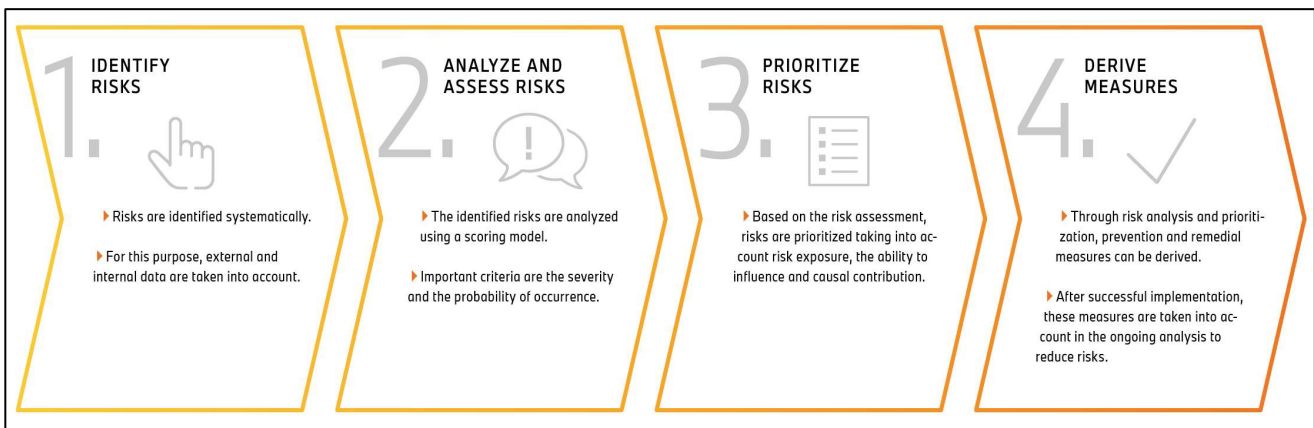 1.
IDENTIFY
RISKS
▶ Risks are identified systematically.
▶ For this purpose, external and
internal data are taken into account.
2.
ANALYZE AND
ASSESS RISKS
!
▶ The identified risks are analyzed
using a scoring model.
▶ Important criteria are the severity
and the probability of occurrence.
3.
PRIORITIZE
RISKS
▶ Based on the risk assessment,
risks are prioritized taking into ac-
count risk exposure, the ability to
influence and causal contribution.
4.
DERIVE
MEASURES
▶ Through risk analysis and prioriti-
zation, prevention and remedial
measures can be derived.
▶ After successful implementation,
these measures are taken into ac-
count in the ongoing analysis to
reduce risks.